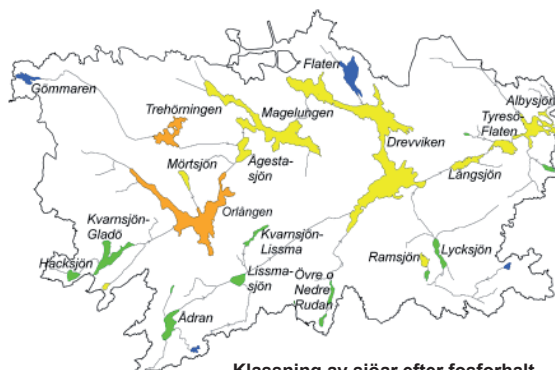 Flaten
Gömmaren
Albysjön
Trehörningen
Magelungen
Tyresö-
Flaten
Drevviken
Mörtsjön
Ågesta-
sjön
Långsjön
Orlången
Kvarnsjön-
Gladö
Kvarnsjön-
Lissma
Lycksjön
Ramsjön
Hacksjön
Lissma-
sjön
Övre o
Nedre
Rudan
Ådran
Klassning av sjöar efter fosforhalt